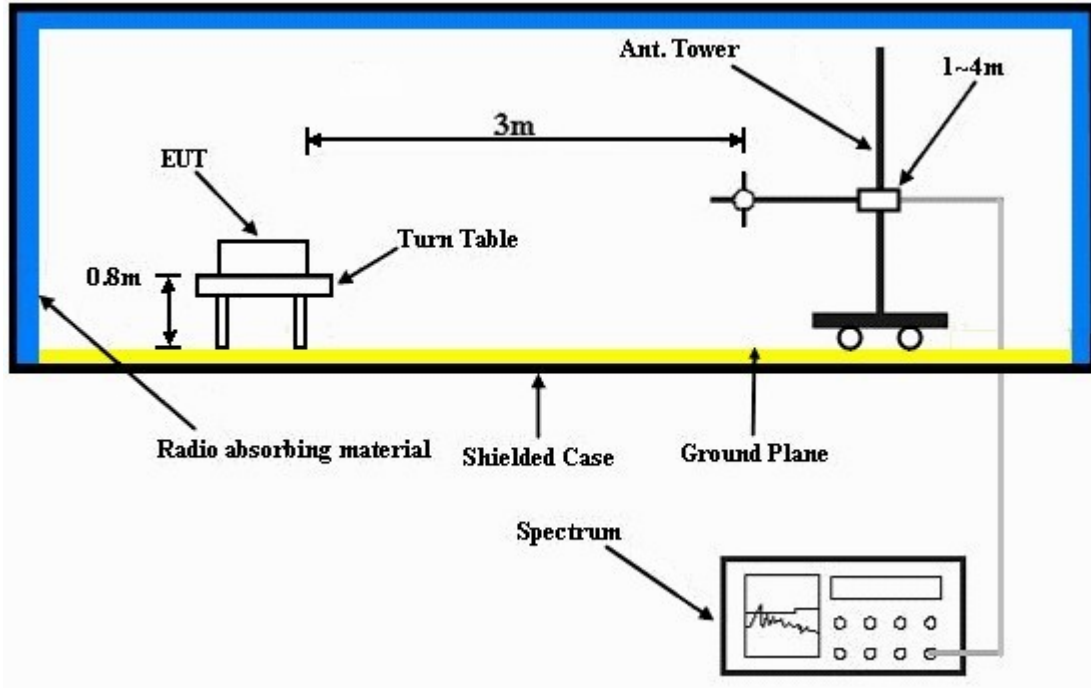 Ant. Tower
1~4m
3m
EUT
Turn Table
0.8m
Radio absorbing material
Shielded Case
Ground Plane
Spectrum